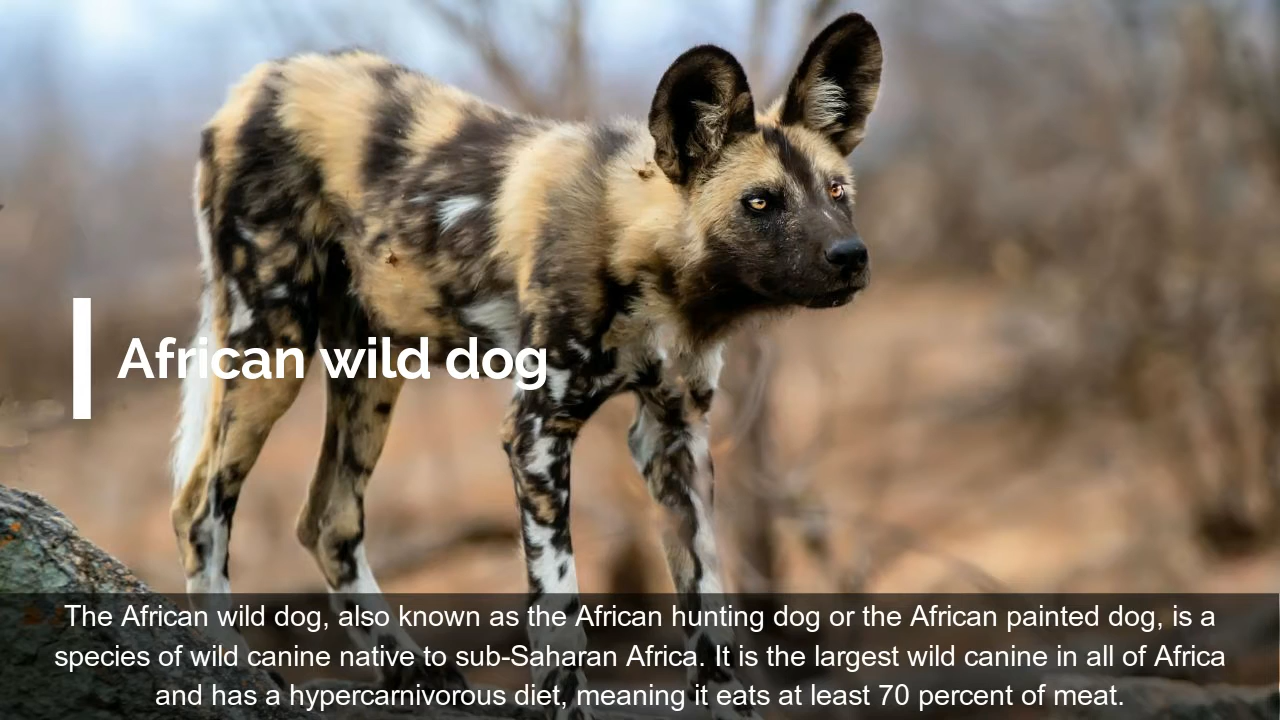 African wild dog
The African wild dog, also known as the African hunting dog or the African painted dog, is a
species of wild canine native to sub-Saharan Africa. It is the largest wild canine in all of Africa
and has a hypercarnivorous diet, meaning it eats at least 70 percent of meat.